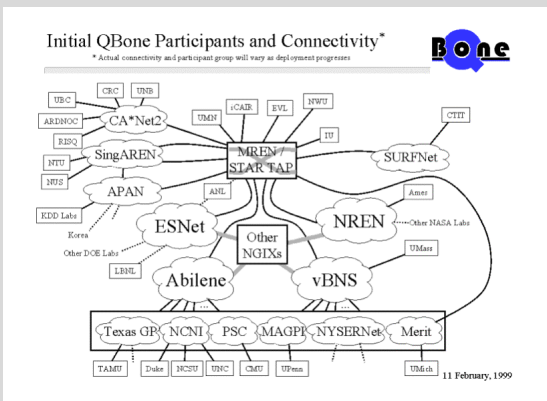 Initial QBone Participants and Connectivity*
* Actual connectivity and participant group will vary as deployment progresses
QBone
CRC
UNB
UBC
ARDNOC
CA*Net2
RISQ
UMN
iCAIR
EVL
NWU
IU
CTIT
NTU
SingAREN
MREN /
STAR TAP
SURFNet
NUS
APAN
ANL
Ames
KDD Labs
Korea
ESNet
NREN
Other NASA Labs
Other DOE Labs
Other
NGIXs
UMass
LBNL
Abilene
vBNS
...
...
Texas GP
NCNI
PSC
MAGPI
NYSERNet
Merit
TAMU
Duke
NCSU
UNC
CMU
UPenn
UMich
11 February, 1999